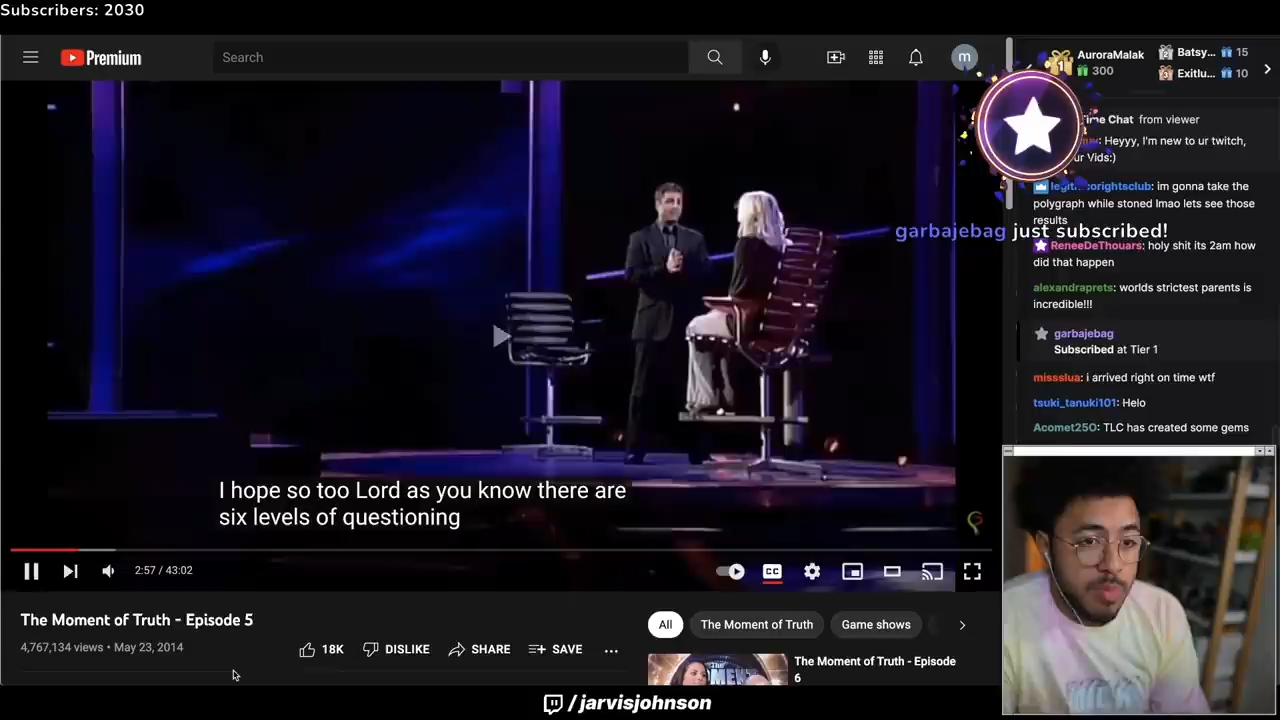 Subscribers: 2030
Premium
Search
m
AuroraMalak
300
Batsy... 15
Exitlu... 10
Time Chat from viewer
: Heyyy, I'm new to ur twitch,
ur Vids:)
orightsclub: im gonna take the
polygraph while stoned lmao lets see those
results
garbajebag just subscribed!
ReneeDeThouars: holy shit its 2am how
did that happen
alexandraprets: worlds strictest parents is
incredible!!!
garbajebag
Subscribed at Tier 1
missslua: i arrived right on time wtf
tsuki_tanuki101: Helo
Acomet250: TLC has created some gems
I hope so too Lord as you know there are
six levels of questioning
2:57 / 43:02
CC
The Moment of Truth - Episode 5
4,767,134 views • May 23, 2014
18K
DISLIKE
SHARE
SAVE
...
All
The Moment of Truth
Game shows
The Moment of Truth - Episode
6
/jarvisjohnson